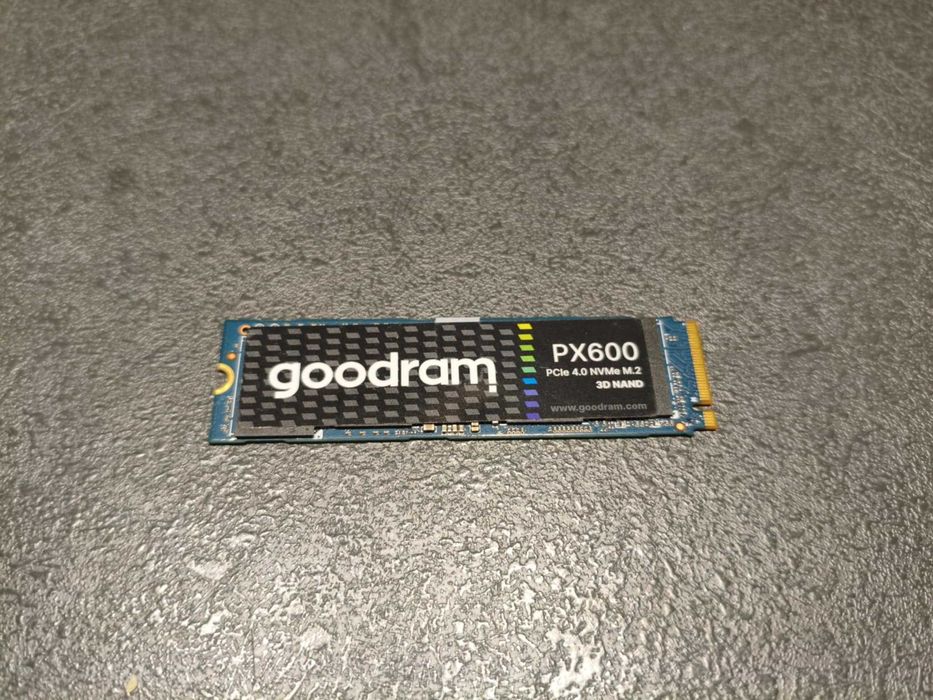 goodram
PX600
PCIe 4.0 NVMe M.2
3D NAND
www.goodram.com